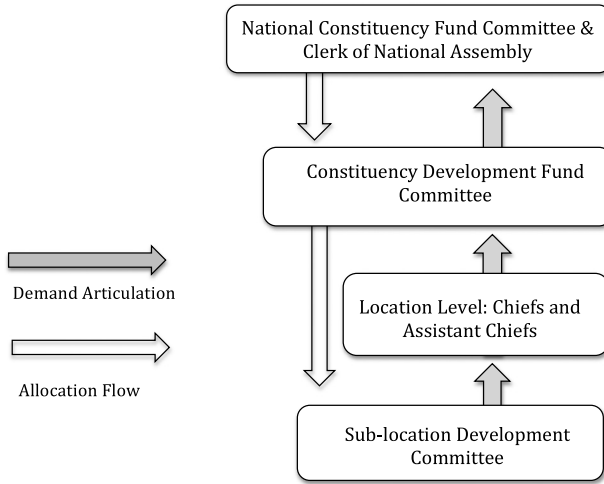 National Constituency Fund Committee &
Clerk of National Assembly
Constituency Development Fund
Committee
Demand Articulation
Location Level: Chiefs and
Assistant Chiefs
Allocation Flow
Sub-location Development
Committee